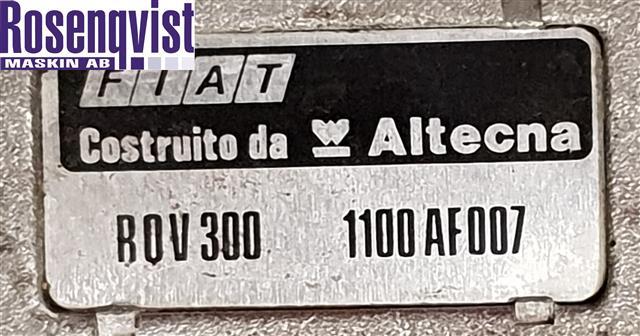 Rosenqvist
MASKIN AB
FIAT
Costruito da Altecna
RQV 300 1100 AF007